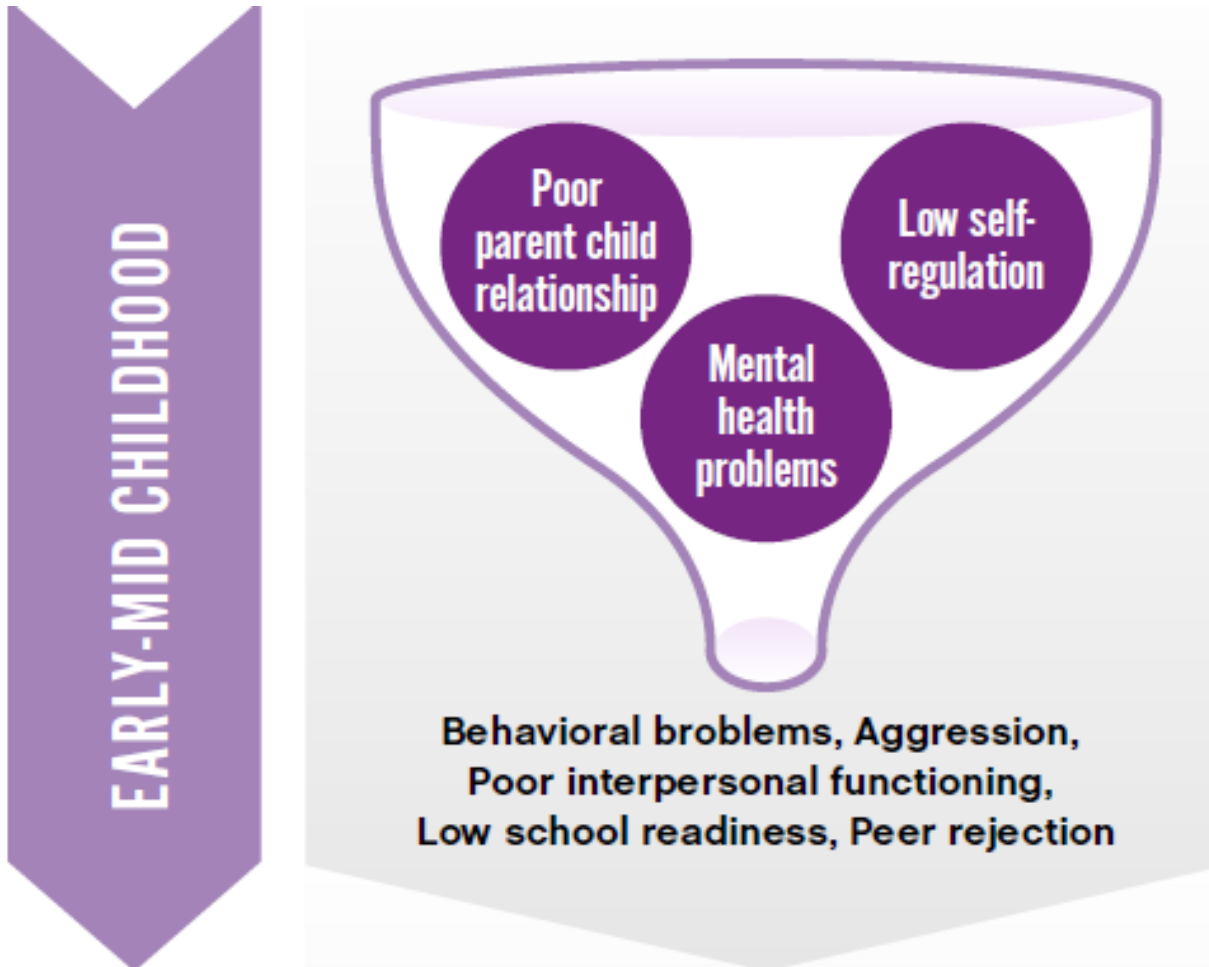 EARLY-MID CHILDHOOD
Poor
parent child
relationship
Low self-
regulation
Mental
health
problems
Behavioral broblems, Aggression,
Poor interpersonal functioning,
Low school readiness, Peer rejection